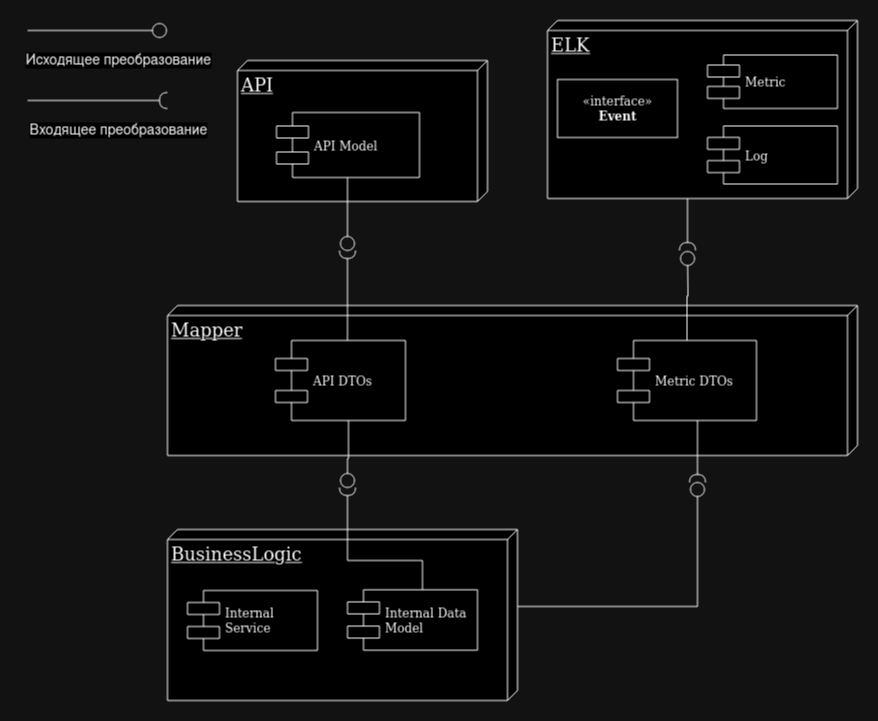 Исходящее преобразование
Входящее преобразование
API
API Model
ELK
«interface»
Event
Metric
Log
Mapper
API DTOs
Metric DTOs
BusinessLogic
Internal
Service
Internal Data
Model